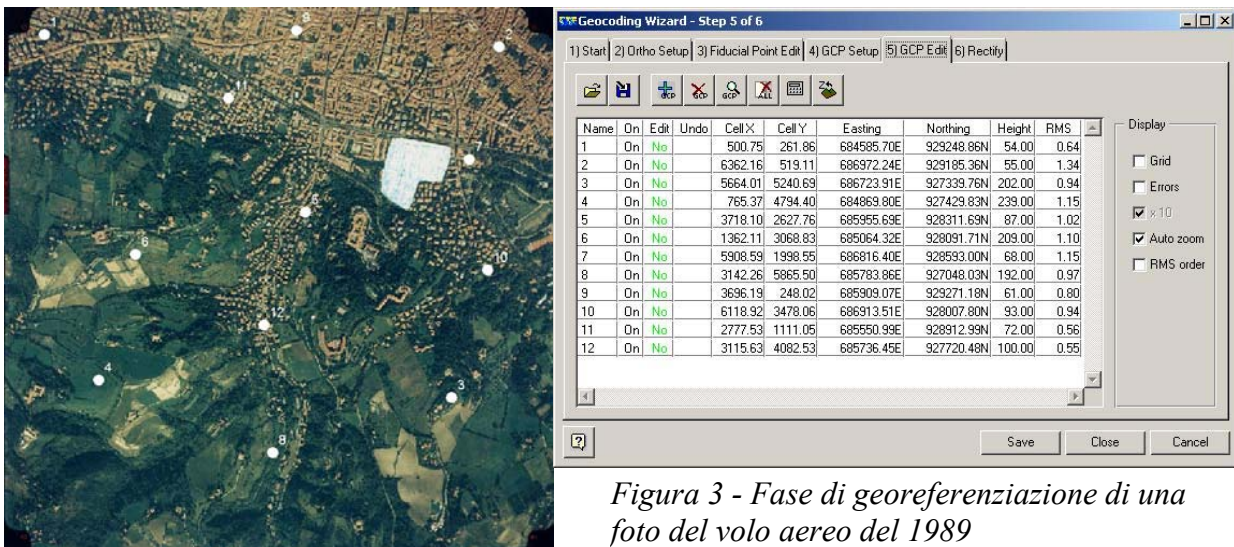 1
9
2
11
7
5
6
10
12
4
3
8
Geocoding Wizard - Step 5 of 6
1) Start 2) Ortho Setup 3) Fiducial Point Edit 4) GCP Setup 5) GCP Edit 6) Rectify
GCP GCP GCP ALL
Name On Edit Undo Cell X Cell Y Easting Northing Height RMS
1 On No 500.75 261.86 684585.70E 929248.86N 54.00 0.64
2 On No 6362.16 519.11 686972.24E 929185.36N 55.00 1.34
3 On No 5664.01 5240.69 686723.91E 927339.76N 202.00 0.94
4 On No 765.37 4794.40 684869.80E 927429.83N 239.00 1.15
5 On No 3718.10 2627.76 685955.69E 928311.69N 87.00 1.02
6 On No 1362.11 3068.83 685064.32E 928091.71N 209.00 1.10
7 On No 5908.59 1998.55 686816.40E 928593.00N 68.00 1.15
8 On No 3142.26 5865.50 685783.86E 927048.03N 192.00 0.97
9 On No 3696.19 248.02 685909.07E 929271.18N 61.00 0.80
10 On No 6118.92 3478.06 686913.51E 928007.80N 93.00 0.94
11 On No 2777.53 1111.05 685550.99E 928912.99N 72.00 0.56
12 On No 3115.63 4082.53 685736.45E 927720.48N 100.00 0.55
Display
Grid
Errors
x 10
Auto zoom
RMS order
Save Close Cancel
Figura 3 - Fase di georeferenziazione di una
foto del volo aereo del 1989